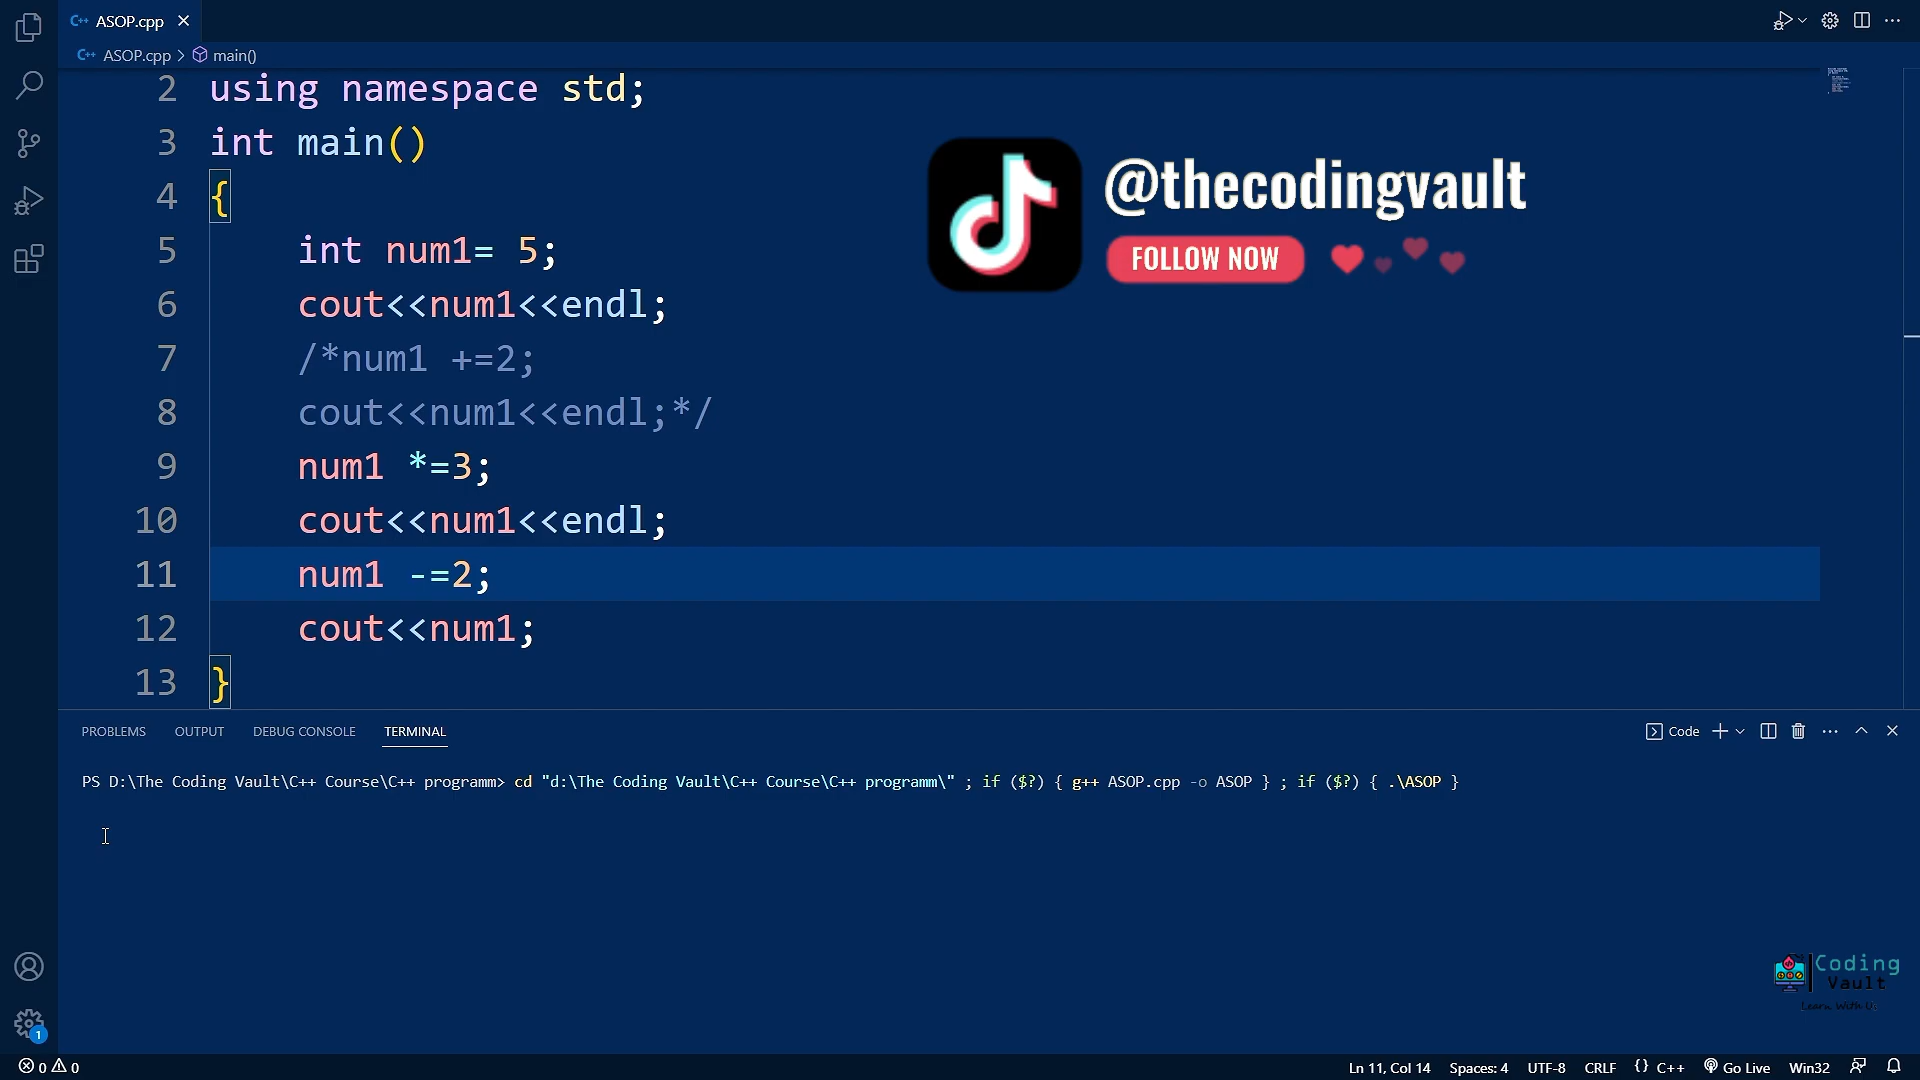 ASOP.cpp
ASOP.cpp > main()
2 using namespace std;
3 int main()
4 {
5 int num1= 5;
6 cout<<num1<<endl;
7 /*num1 +=2;
8 cout<<num1<<endl;*/
9 num1 *=3;
10 cout<<num1<<endl;
11 num1 -=2;
12 cout<<num1;
13 }
@thecodingvault
FOLLOW NOW
PROBLEMS OUTPUT DEBUG CONSOLE TERMINAL
Code
PS D:\The Coding Vault\C++ Course\C++ programm> cd "d:\The Coding Vault\C++ Course\C++ programm\" ; if ($?) { g++ ASOP.cpp -o ASOP } ; if ($?) { .\ASOP }
Coding
Vault
Learn With Us
1
0 0
Ln 11, Col 14 Spaces: 4 UTF-8 CRLF {} C++ Go Live Win32